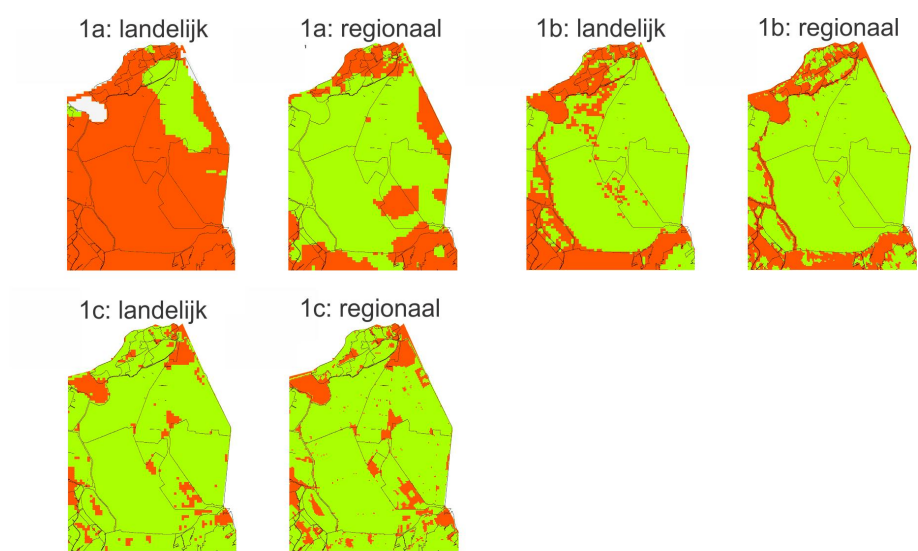 1a: landelijk
1a: regionaal
1b: landelijk
1b: regionaal
1c: landelijk
1c: regionaal